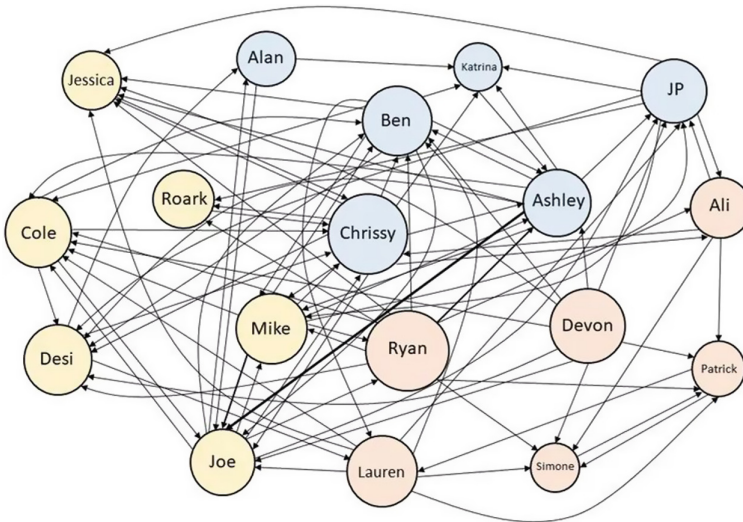 Alan
Katrina
Jessica
JP
Ben
Roark
Ashley
Ali
Cole
Chrissy
Mike
Devon
Ryan
Desi
Patrick
Joe
Lauren
Simone